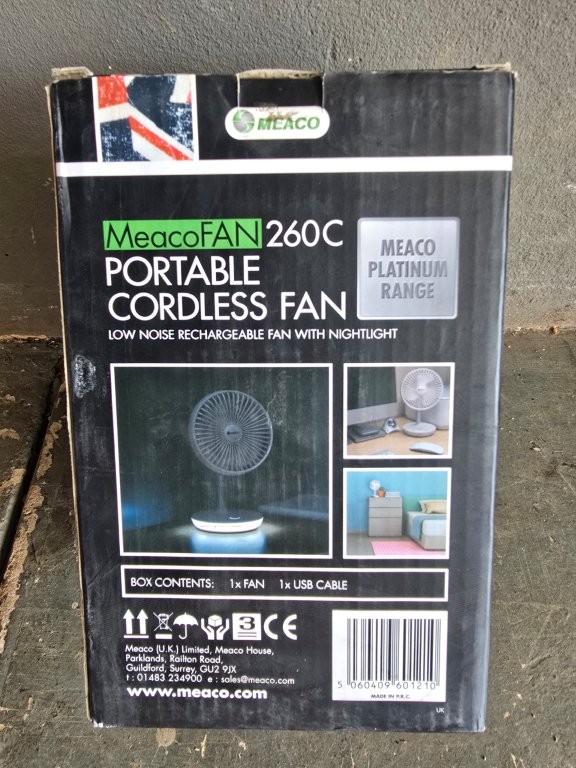 MEACO
MeacoFAN 260C
PORTABLE
CORDLESS FAN
MEACO
PLATINUM
RANGE
LOW NOISE RECHARGEABLE FAN WITH NIGHTLIGHT
BOX CONTENTS: 1x FAN 1x USB CABLE
3
CE
Meaco (U.K.) Limited, Meaco House,
Parklands, Railton Road,
Guildford, Surrey, GU2 9JX
t : 01483 234900 e : sales@meaco.com
www.meaco.com
5 060409 601210
MADE IN P.R.C.
UK